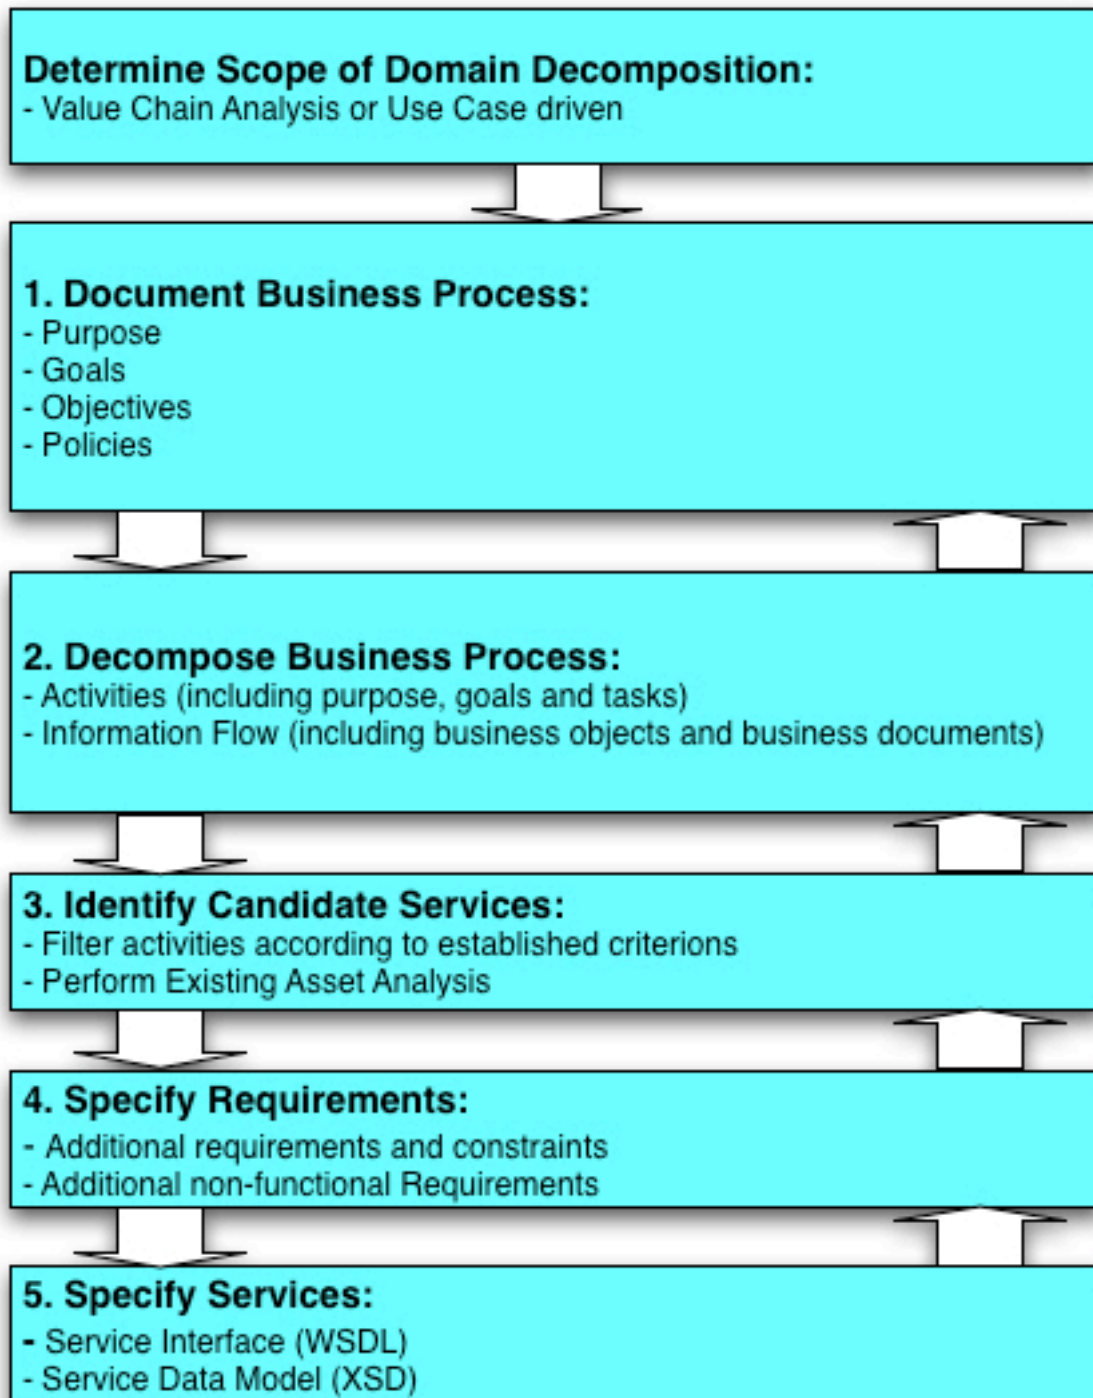 Determine Scope of Domain Decomposition:
- Value Chain Analysis or Use Case driven
1. Document Business Process:
- Purpose
- Goals
- Objectives
- Policies
2. Decompose Business Process:
- Activities (including purpose, goals and tasks)
- Information Flow (including business objects and business documents)
3. Identify Candidate Services:
- Filter activities according to established criterions
- Perform Existing Asset Analysis
4. Specify Requirements:
- Additional requirements and constraints
- Additional non-functional Requirements
5. Specify Services:
- Service Interface (WSDL)
- Service Data Model (XSD)